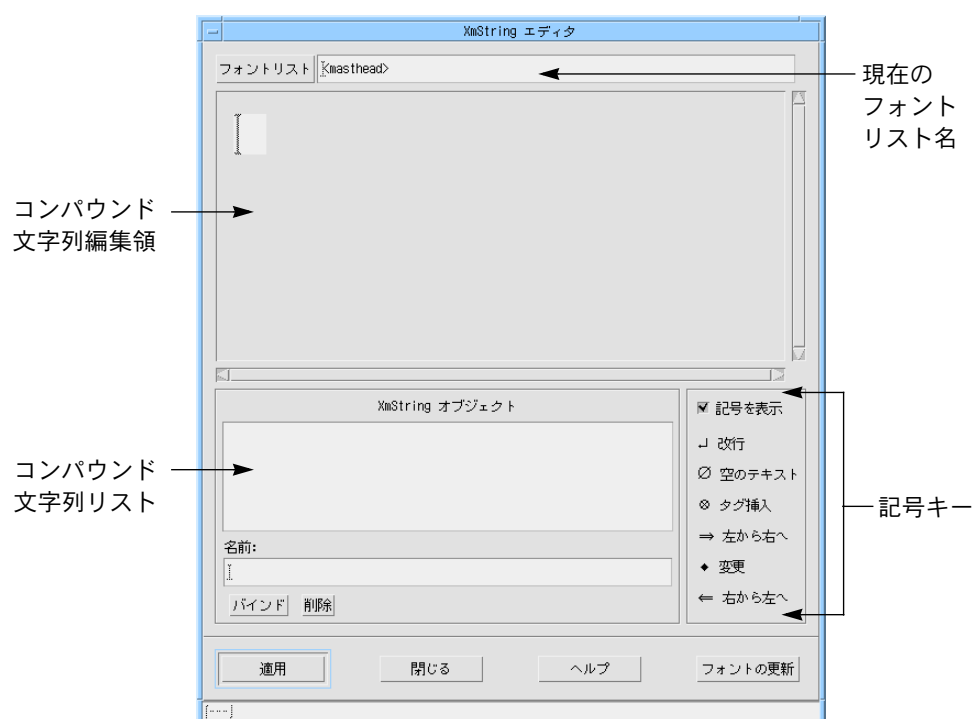 XmString エディタ
フォントリスト <masthead>
現在の
フォント
リスト名
コンパウンド
文字列編集領
XmString オブジェクト
コンパウンド
文字列リスト
名前:
バインド 削除
記号を表示
改行
空のテキスト
タグ挿入
左から右へ
変更
右から左へ
記号キー
適用 閉じる ヘルプ フォントの更新
[---]